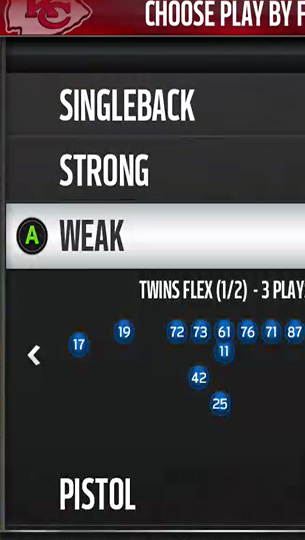 KC
CHOOSE PLAY BY F
SINGLEBACK
STRONG
A WEAK
TWINS FLEX (1/2) - 3 PLAY
17 19 72 73 61 76 71 87
11
42
25
PISTOL